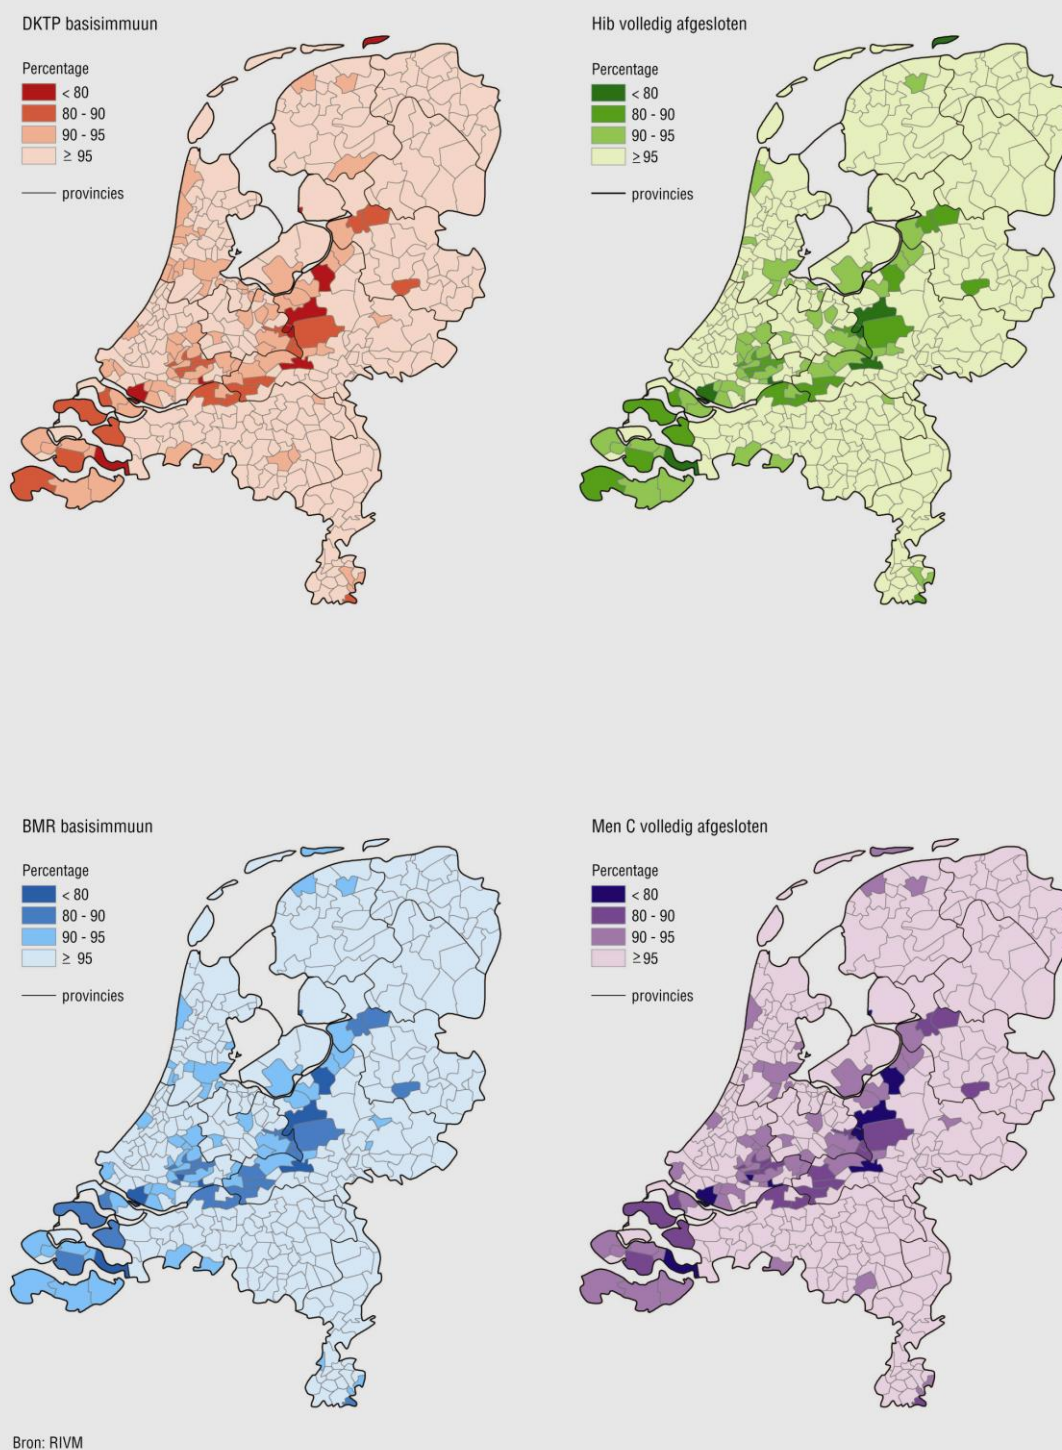 DKTP basisimmuun
Percentage
< 80
80 - 90
90 - 95
≥ 95
provincies
Hib volledig afgesloten
Percentage
< 80
80 - 90
90 - 95
≥ 95
provincies
BMR basisimmuun
Percentage
< 80
80 - 90
90 - 95
≥ 95
provincies
Men C volledig afgesloten
Percentage
< 80
80 - 90
90 - 95
≥95
provincies
Bron: RIVM